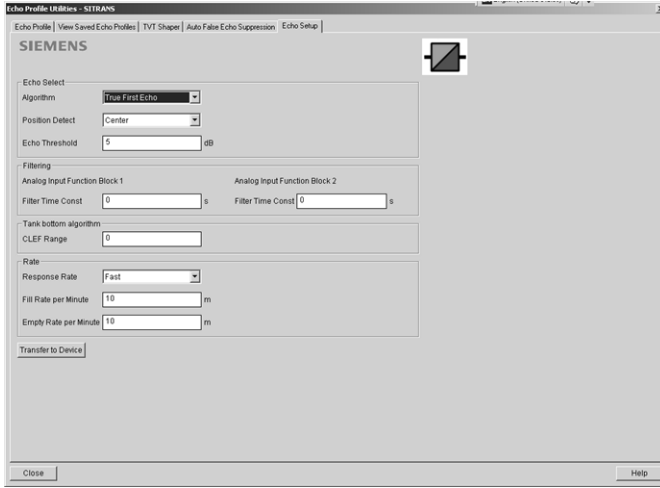 Echo Profile Utilities - SITRANS
Echo Profile View Saved Echo Profiles TVT Shaper Auto False Echo Suppression Echo Setup
SIEMENS
Echo Select
Algorithm True First Echo
Position Detect Center
Echo Threshold 5 dB
Filtering
Analog Input Function Block 1 Analog Input Function Block 2
Filter Time Const 0 s Filter Time Const 0 s
Tank bottom algorithm
CLEF Range 0
Rate
Response Rate Fast
Fill Rate per Minute 10 m
Empty Rate per Minute 10 m
Transfer to Device
Close Help